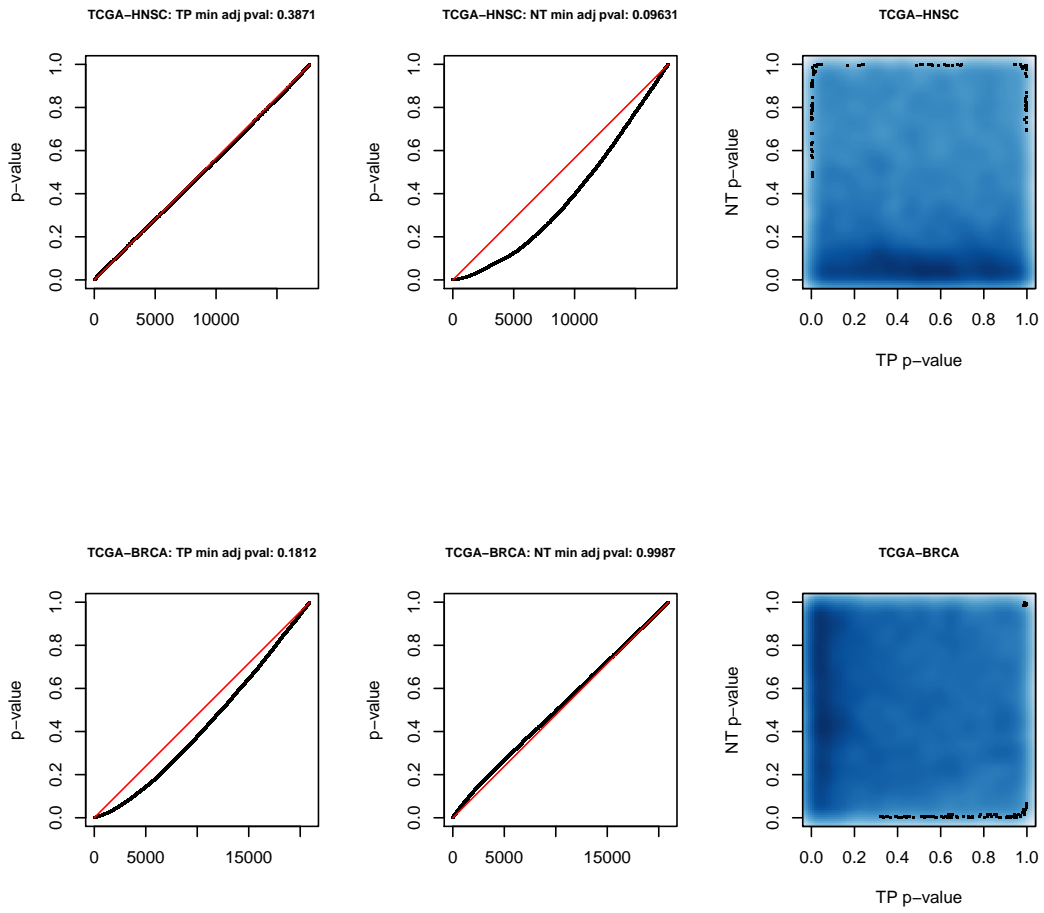 TCGA−HNSC: TP min adj pval: 0.3871
p−value
0.0 0.2 0.4 0.6 0.8 1.0
0 5000 10000
TCGA−HNSC: NT min adj pval: 0.09631
p−value
0.0 0.2 0.4 0.6 0.8 1.0
0 5000 10000
TCGA−HNSC
NT p−value
0.0 0.2 0.4 0.6 0.8 1.0
0.0 0.2 0.4 0.6 0.8 1.0
TP p−value
TCGA−BRCA: TP min adj pval: 0.1812
p−value
0.0 0.2 0.4 0.6 0.8 1.0
0 5000 15000
TCGA−BRCA: NT min adj pval: 0.9987
p−value
0.0 0.2 0.4 0.6 0.8 1.0
0 5000 15000
TCGA−BRCA
NT p−value
0.0 0.2 0.4 0.6 0.8 1.0
0.0 0.2 0.4 0.6 0.8 1.0
TP p−value